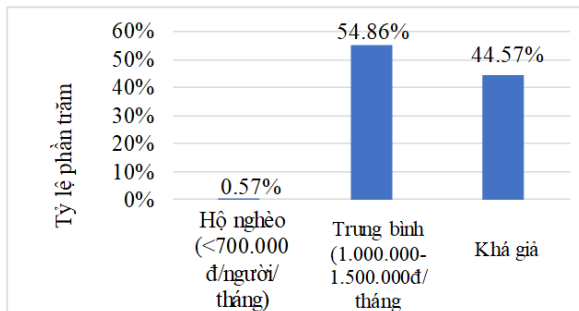 Tỷ lệ phần trăm
60%
50%
40%
30%
20%
10%
0%
0.57%
54.86%
44.57%
Hộ nghèo
(<700.000
đ/người/
tháng)
Trung bình
(1.000.000-
1.500.000đ/
tháng
Khá giả